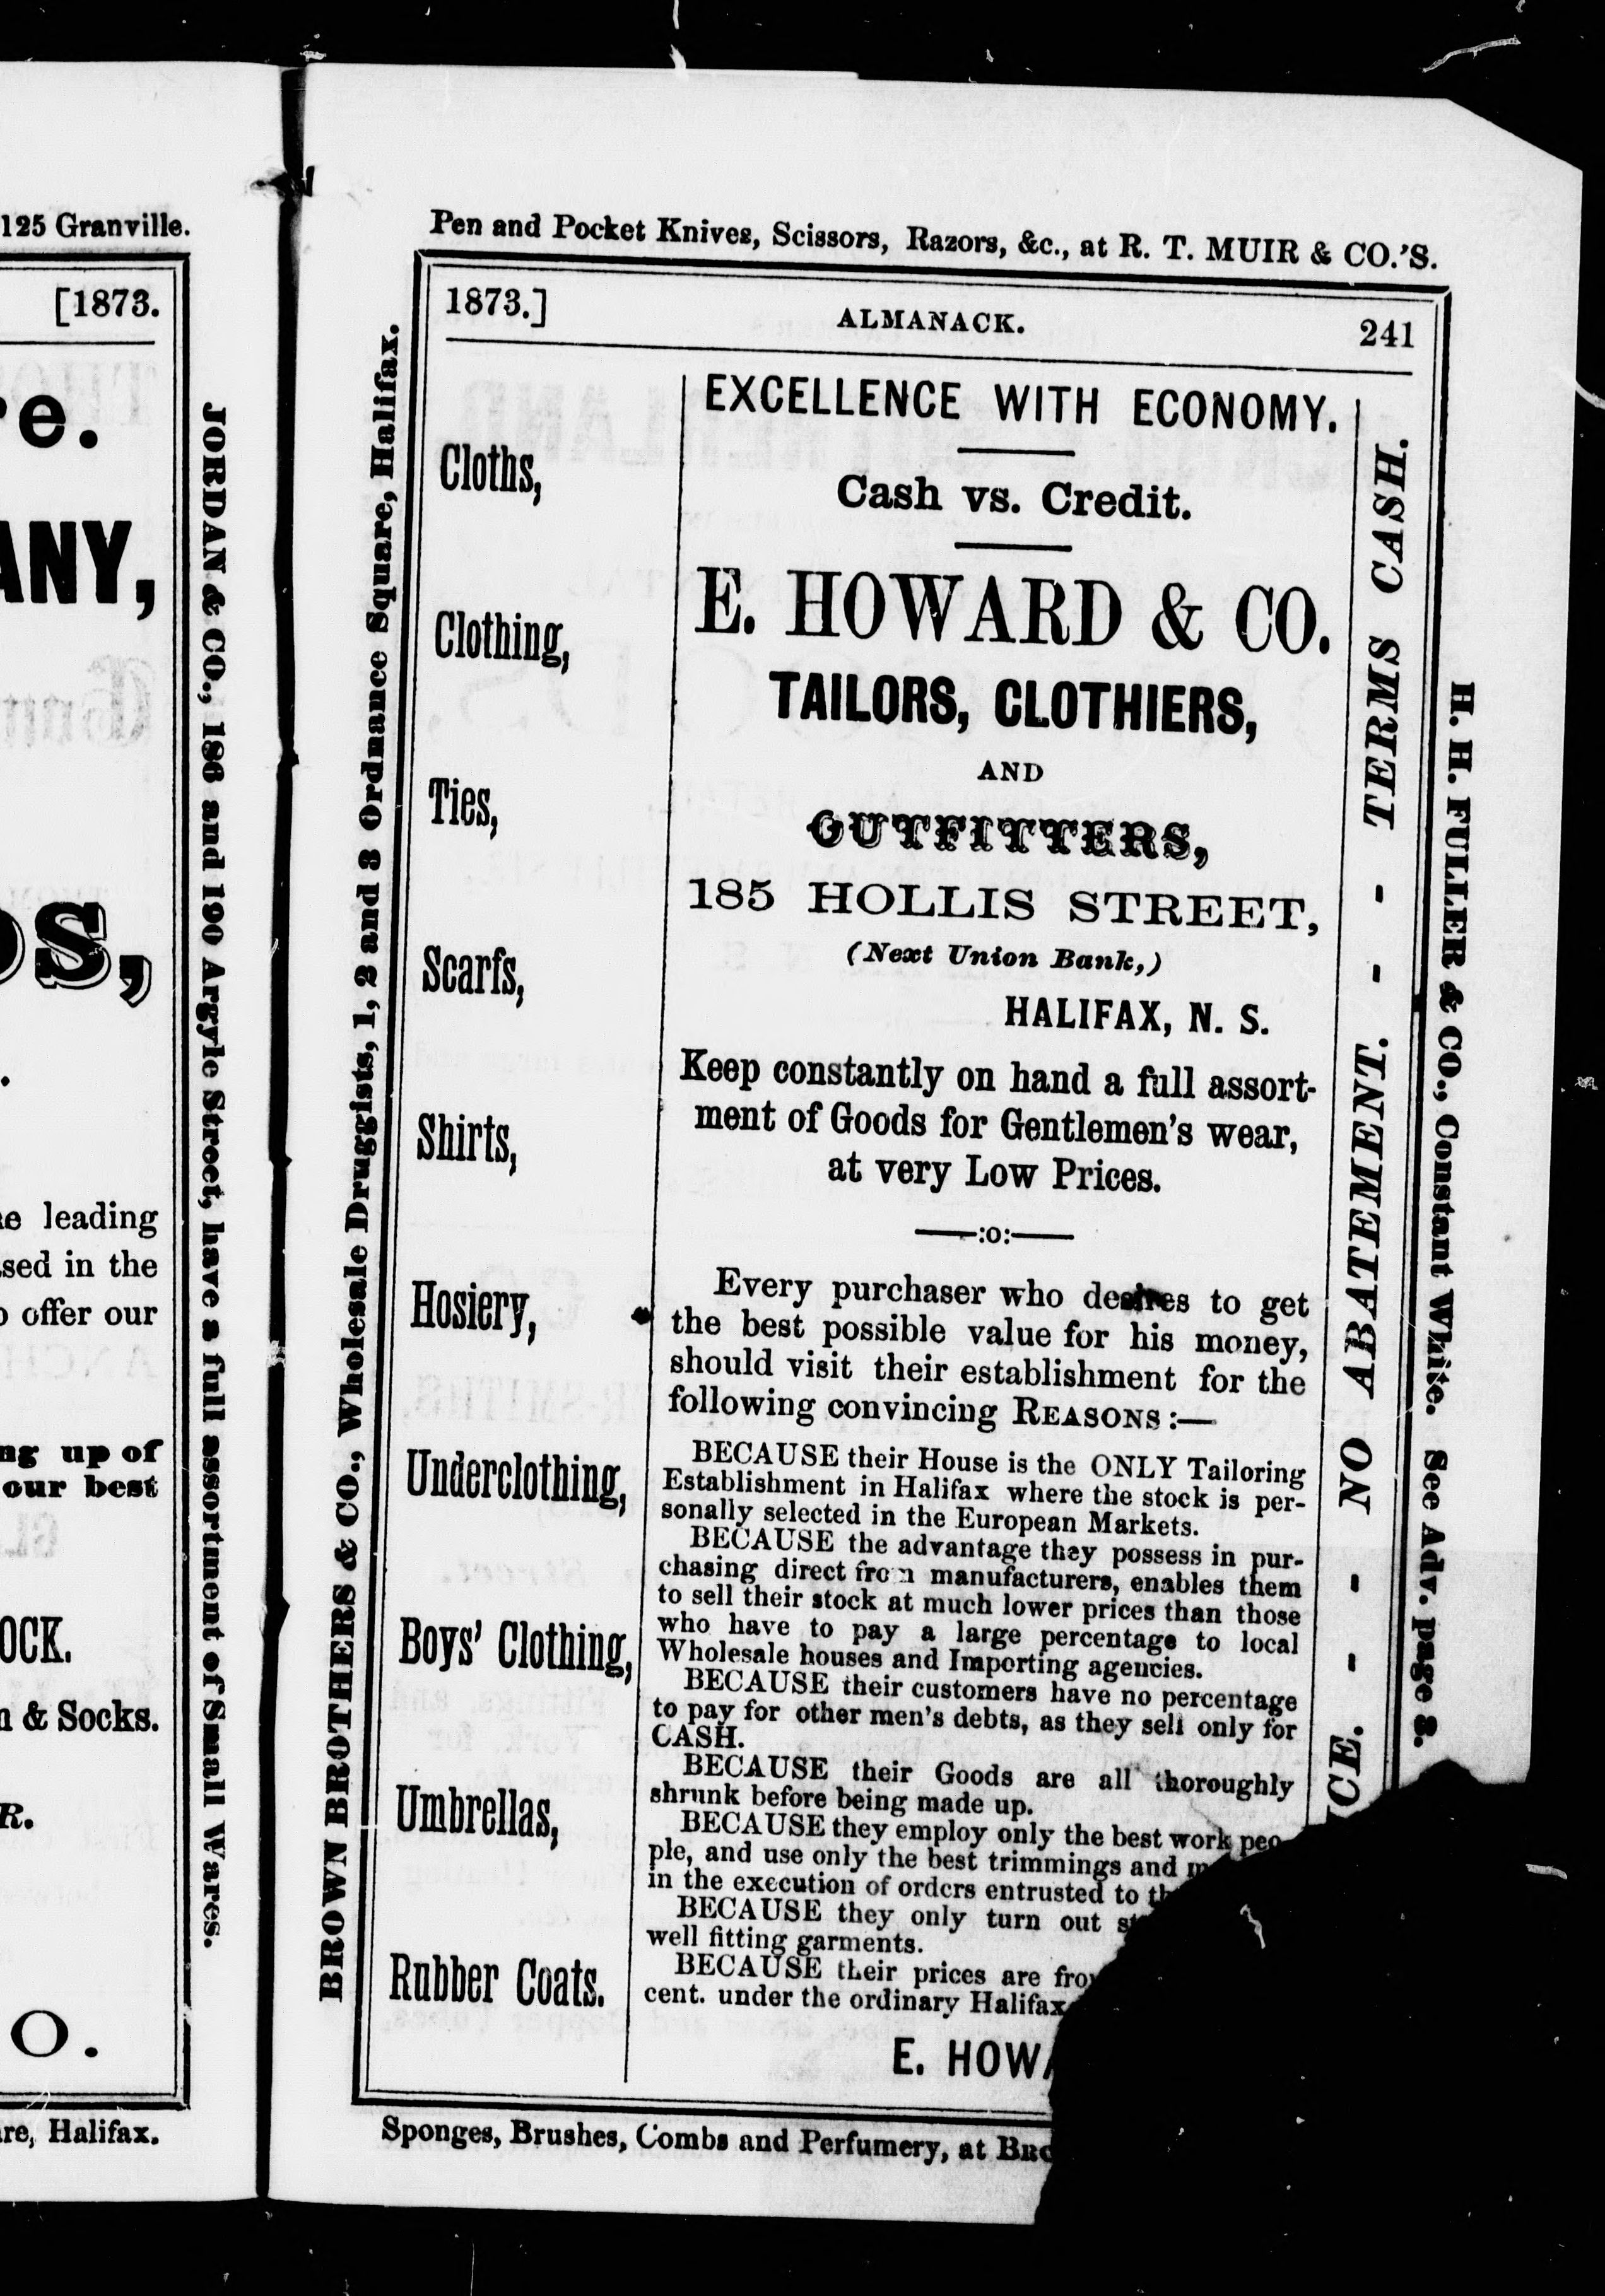 125 Granville.
[1873.
e.
ANY,
S,
leading
sed in the
offer our
up of
our best
OCK.
& Socks.
R.
O.
re, Halifax.
JORDAN & CO., 186 and 190 Argyle Street, have a full assortment of Small Wares.
Pen and Pocket Knives, Scissors, Razors, &c., at R. T. MUIR & CO.'S.
BROWN BROTHERS & CO., Wholesale Druggists, 1, 2 and 3 Ordnance Square, Halifax.
1873.] ALMANACK. 241
Cloths,
Clothing,
Ties,
Scarfs,
Shirts,
Hosiery,
Underclothing,
Boys' Clothing,
Umbrellas,
Rubber Coats.
EXCELLENCE WITH ECONOMY.
Cash vs. Credit.
E. HOWARD & CO.
TAILORS, CLOTHIERS,
AND
OUTFITTERS,
185 HOLLIS STREET,
(Next Union Bank,)
HALIFAX, N. S.
Keep constantly on hand a full assort-
ment of Goods for Gentlemen's wear,
at very Low Prices.
:o:
Every purchaser who desires to get
the best possible value for his money,
should visit their establishment for the
following convincing REASONS :—
BECAUSE their House is the ONLY Tailoring
Establishment in Halifax where the stock is per-
sonally selected in the European Markets.
BECAUSE the advantage they possess in pur-
chasing direct from manufacturers, enables them
to sell their stock at much lower prices than those
who have to pay a large percentage to local
Wholesale houses and Importing agencies.
BECAUSE their customers have no percentage
to pay for other men's debts, as they sell only for
CASH.
BECAUSE their Goods are all thoroughly
shrunk before being made up.
BECAUSE they employ only the best work peo
ple, and use only the best trimmings and
in the execution of orders entrusted to
BECAUSE they only turn out
well fitting garments.
BECAUSE their prices are
cent. under the ordinary Halifax
E. HOWA
ICE. - - NO ABATEMENT. - - TERMS CASH.
H. H. FULLER & CO., Constant White. See Adv. page 8.
Sponges, Brushes, Combs and Perfumery, at